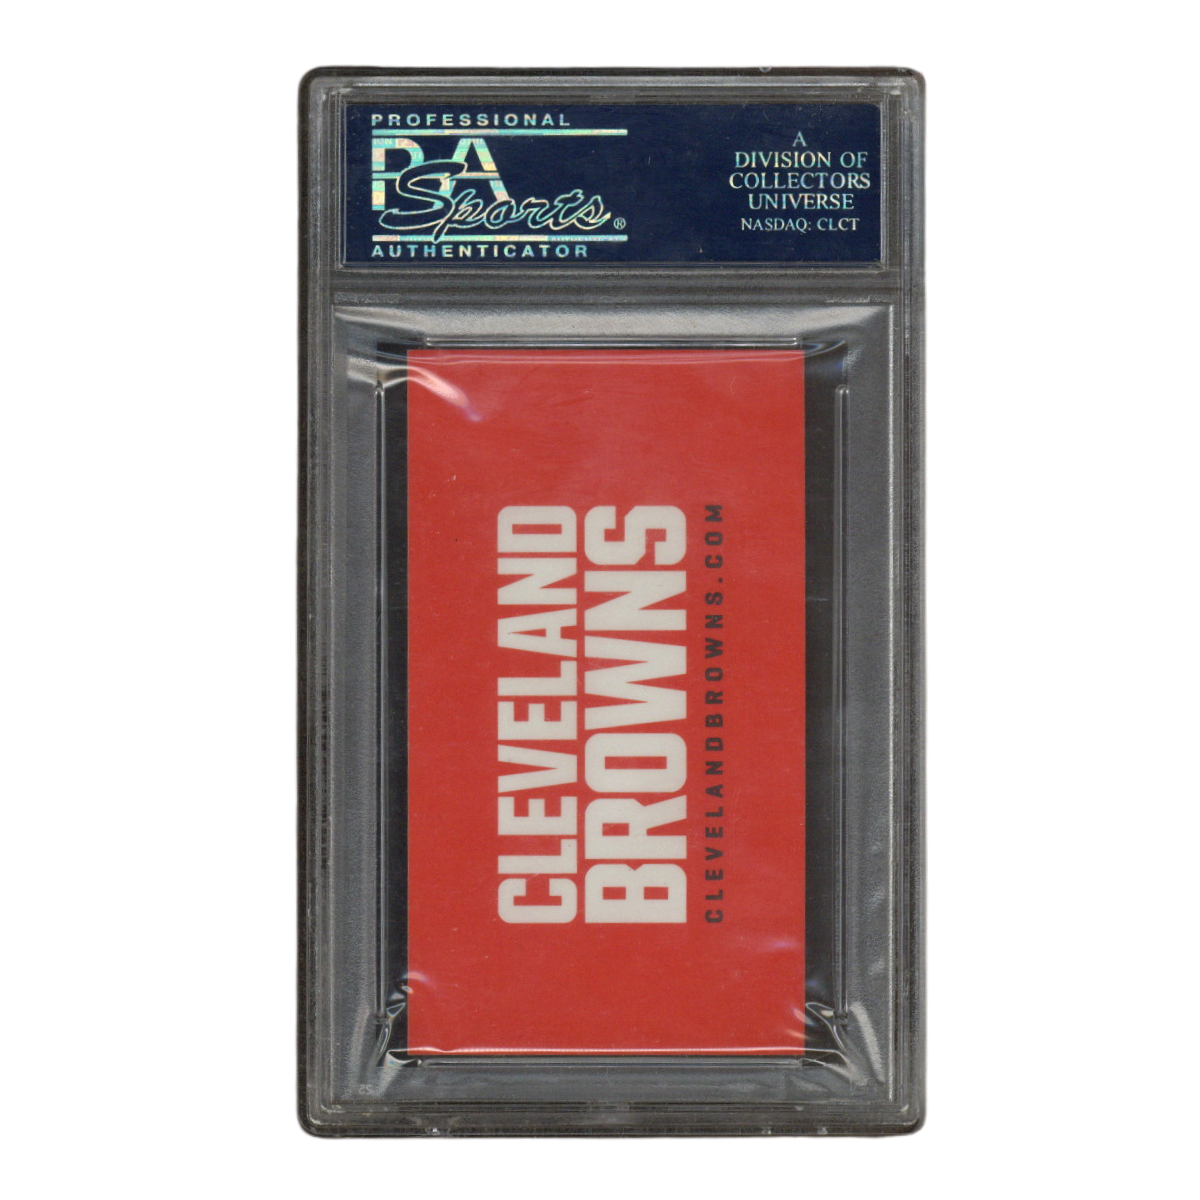 PROFESSIONAL
PSA
Sports®
AUTHENTICATOR
A
DIVISION OF
COLLECTORS
UNIVERSE
NASDAQ: CLCT
CLEVELAND
BROWNS
CLEVELANDBROWNS.COM